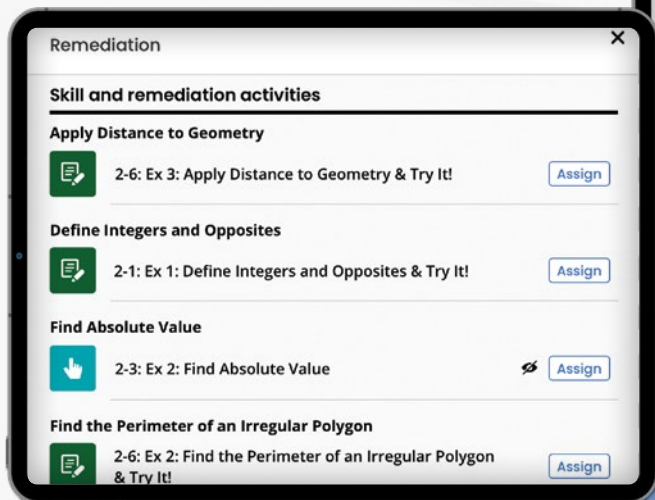 Remediation
Skill and remediation activities
Apply Distance to Geometry
2-6: Ex 3: Apply Distance to Geometry & Try It!
Assign
Define Integers and Opposites
2-1: Ex 1: Define Integers and Opposites & Try It!
Assign
Find Absolute Value
2-3: Ex 2: Find Absolute Value
Assign
Find the Perimeter of an Irregular Polygon
2-6: Ex 2: Find the Perimeter of an Irregular Polygon
& Try It!
Assign